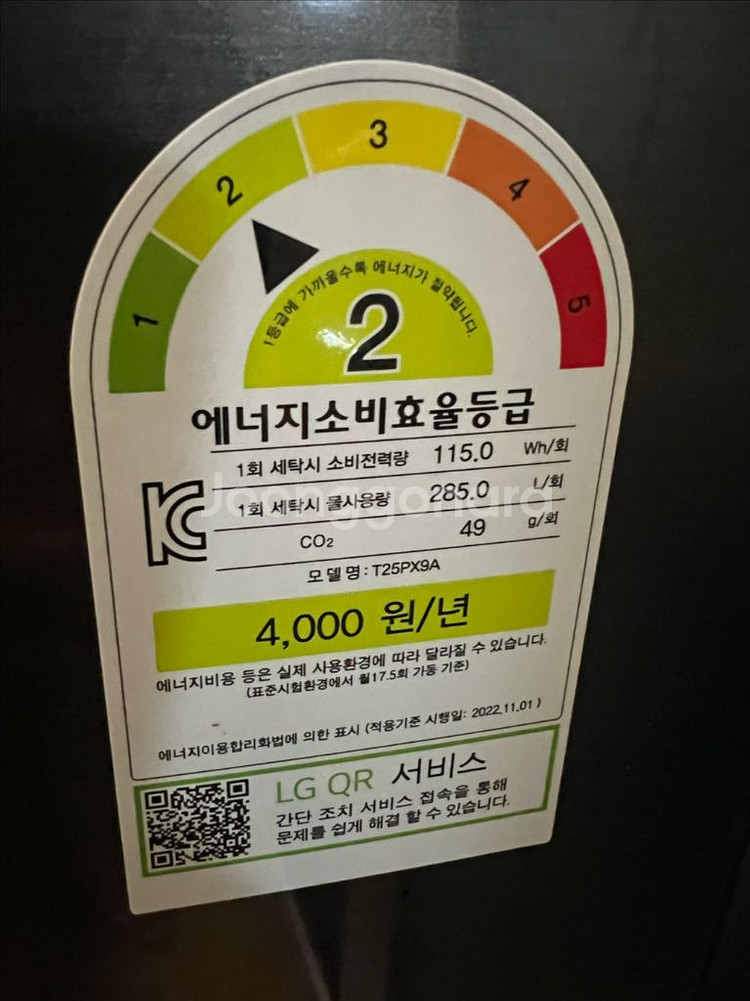 1 2 3 4 5
1등급에 가까울수록 에너지가 절약됩니다.
2
에너지소비효율등급
1회 세탁시 소비전력량 115.0 Wh/회
1회 세탁시 물사용량 285.0 L/회
CO₂ 49 g/회
KC
Joonggonara
모델명 : T25PX9A
4,000 원/년
에너지비용 등은 실제 사용환경에 따라 달라질 수 있습니다.
(표준시험환경에서 월17.5회 가동 기준)
에너지이용합리화법에 의한 표시 (적용기준 시행일: 2022.11.01 )
LG QR 서비스
간단 조치 서비스 접속을 통해
문제를 쉽게 해결 할 수 있습니다.